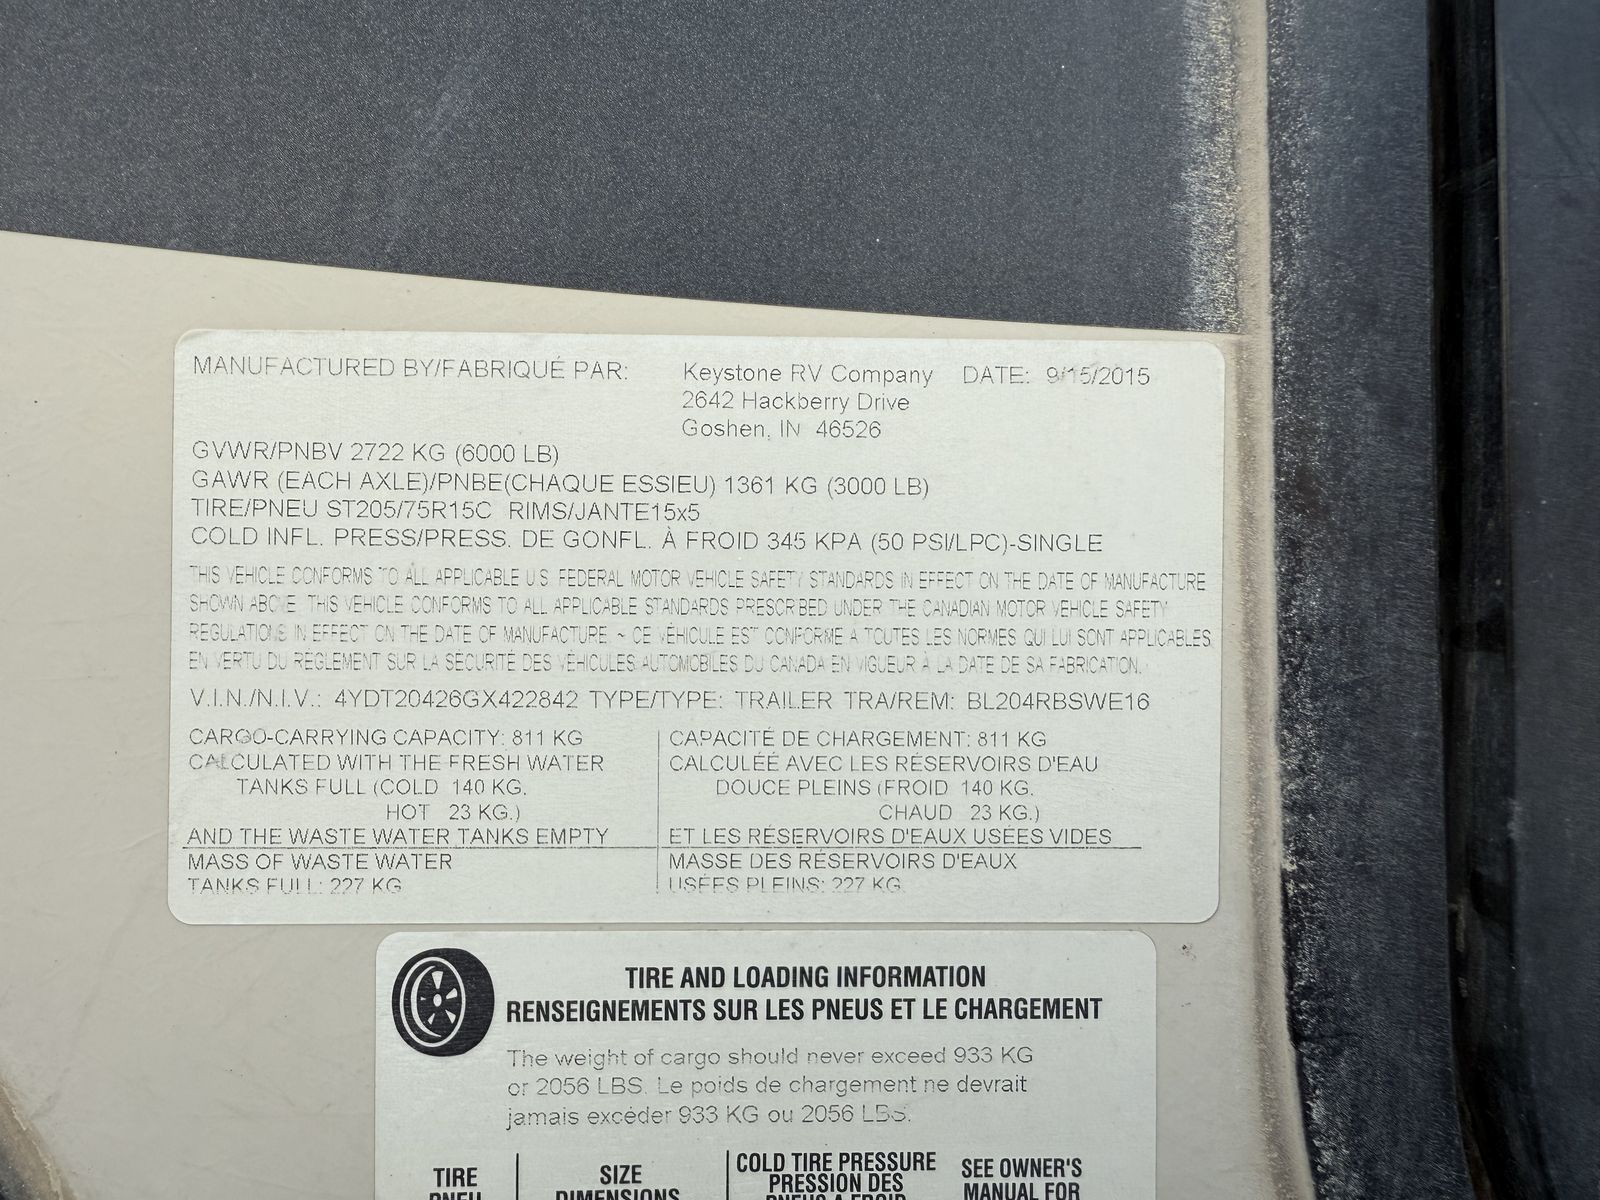 MANUFACTURED BY/FABRIQUÉ PAR: Keystone RV Company DATE: 9/15/2015
2642 Hackberry Drive
Goshen, IN 46526
GVWR/PNBV 2722 KG (6000 LB)
GAWR (EACH AXLE)/PNBE(CHAQUE ESSIEU) 1361 KG (3000 LB)
TIRE/PNEU ST205/75R15C RIMS/JANTE15x5
COLD INFL. PRESS/PRESS. DE GONFL. À FROID 345 KPA (50 PSI/LPC)-SINGLE
THIS VEHICLE CONFORMS TO ALL APPLICABLE U.S. FEDERAL MOTOR VEHICLE SAFETY STANDARDS IN EFFECT ON THE DATE OF MANUFACTURE
SHOWN ABOVE. THIS VEHICLE CONFORMS TO ALL APPLICABLE STANDARDS PRESCRIBED UNDER THE CANADIAN MOTOR VEHICLE SAFETY
REGULATIONS IN EFFECT ON THE DATE OF MANUFACTURE. ~ CE VÉHICULE EST CONFORME À TOUTES LES NORMES QUI LUI SONT APPLICABLES
EN VERTU DU RÈGLEMENT SUR LA SÉCURITÉ DES VÉHICULES AUTOMOBILES DU CANADA EN VIGUEUR À LA DATE DE SA FABRICATION.
V.I.N./N.I.V.: 4YDT20426GX422842 TYPE/TYPE: TRAILER TRA/REM: BL204RBSWE16
CARGO-CARRYING CAPACITY: 811 KG
CALCULATED WITH THE FRESH WATER
TANKS FULL (COLD 140 KG.
HOT 23 KG.)
AND THE WASTE WATER TANKS EMPTY
MASS OF WASTE WATER
TANKS FULL: 227 KG
CAPACITÉ DE CHARGEMENT: 811 KG
CALCULÉE AVEC LES RÉSERVOIRS D'EAU
DOUCE PLEINS (FROID 140 KG.
CHAUD 23 KG.)
ET LES RÉSERVOIRS D'EAUX USÉES VIDES
MASSE DES RÉSERVOIRS D'EAUX
USÉES PLEINS: 227 KG.
TIRE AND LOADING INFORMATION
RENSEIGNEMENTS SUR LES PNEUS ET LE CHARGEMENT
The weight of cargo should never exceed 933 KG
or 2056 LBS. Le poids de chargement ne devrait
jamais excéder 933 KG ou 2056 LBS.
TIRE
PNEU
SIZE
DIMENSIONS
COLD TIRE PRESSURE
PRESSION DES
PNEUS A FROID
SEE OWNER'S
MANUAL FOR